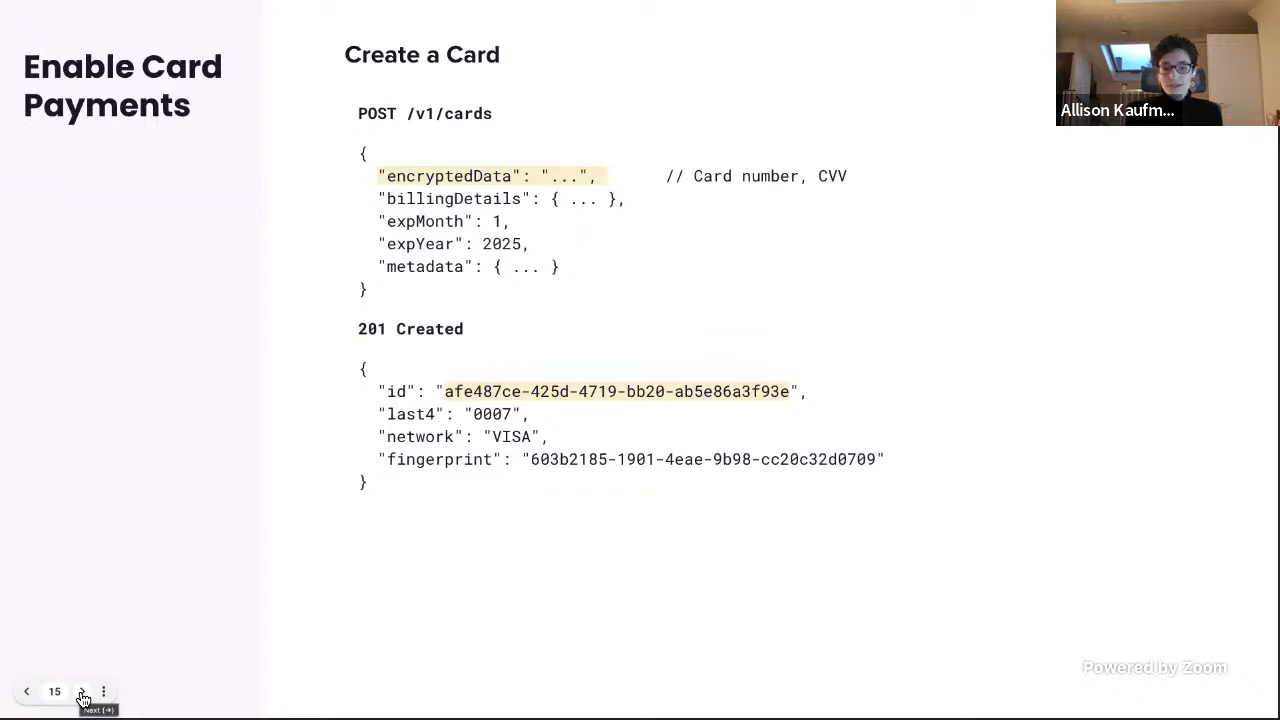 Enable Card
Payments
Create a Card
POST /v1/cards
{
"encryptedData": "...", // Card number, CVV
"billingDetails": { ... },
"expMonth": 1,
"expYear": 2025,
"metadata": { ... }
}
201 Created
{
"id": "afe487ce-425d-4719-bb20-ab5e86a3f93e",
"last4": "0007",
"network": "VISA",
"fingerprint": "603b2185-1901-4eae-9b98-cc20c32d0709"
}
Allison Kaufm...
15
Next (→)
Powered by Zoom